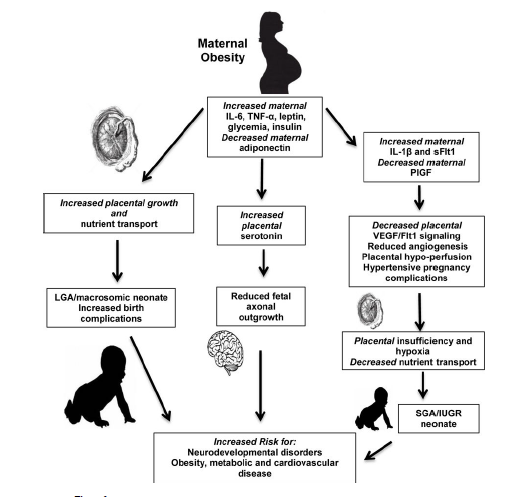 Maternal
Obesity
Increased maternal
IL-6, TNF-α, leptin,
glycemia, insulin
Decreased maternal
adiponectin
Increased maternal
IL-1β and sFlt1
Decreased maternal
PlGF
Increased placental growth
and
nutrient transport
Increased
placental
serotonin
Decreased placental
VEGF/Flt1 signaling
Reduced angiogenesis
Placental hypo-perfusion
Hypertensive pregnancy
complications
LGA/macrosomic neonate
Increased birth
complications
Reduced fetal
axonal
outgrowth
Placental insufficiency and
hypoxia
Decreased nutrient transport
SGA/IUGR
neonate
Increased Risk for:
Neurodevelopmental disorders
Obesity, metabolic and cardiovascular
disease